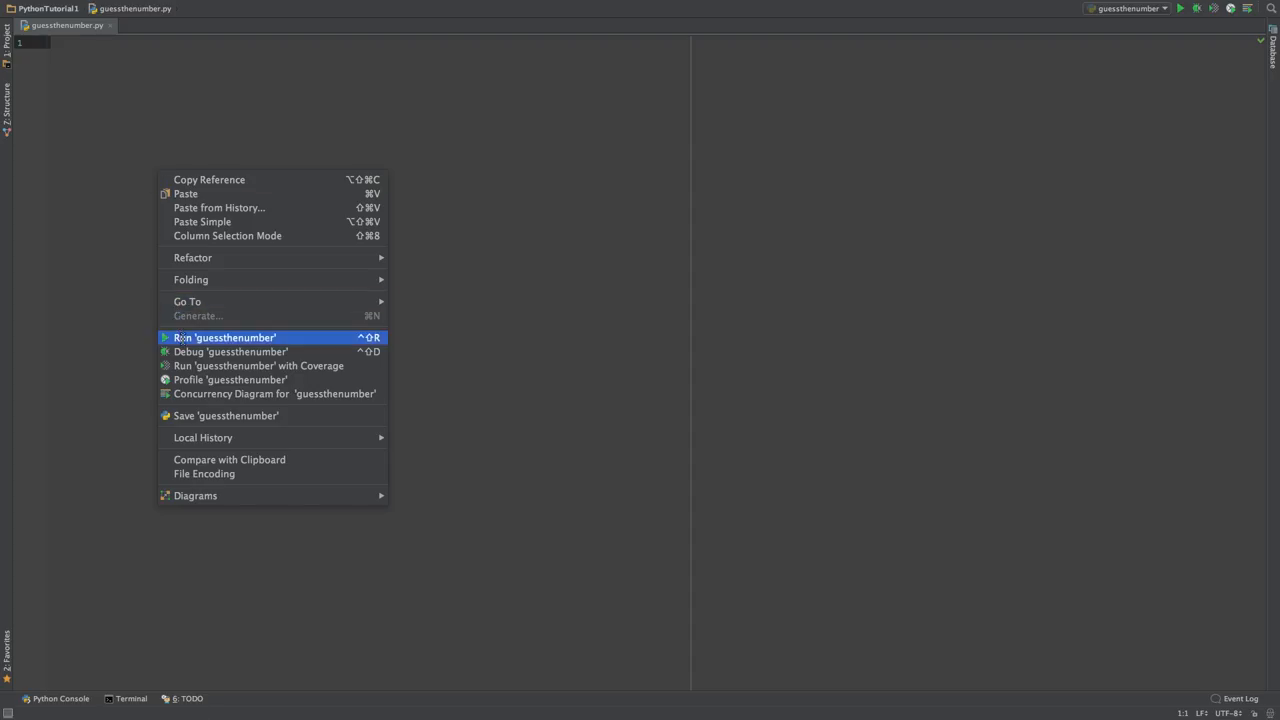 PythonTutorial1 guessthenumber.py guessthenumber
guessthenumber.py
1
1: Project
7: Structure
Database
Copy Reference ⌥⇧⌘C
Paste ⌘V
Paste from History... ⇧⌘V
Paste Simple ⌥⇧⌘V
Column Selection Mode ⇧⌘8
Refactor
Folding
Go To
Generate... ⌘N
Run 'guessthenumber' ^⇧R
Debug 'guessthenumber' ^⇧D
Run 'guessthenumber' with Coverage
Profile 'guessthenumber'
Concurrency Diagram for 'guessthenumber'
Save 'guessthenumber'
Local History
Compare with Clipboard
File Encoding
Diagrams
2: Favorites
Python Console Terminal 6: TODO Event Log
1:1 LF÷ UTF-8÷